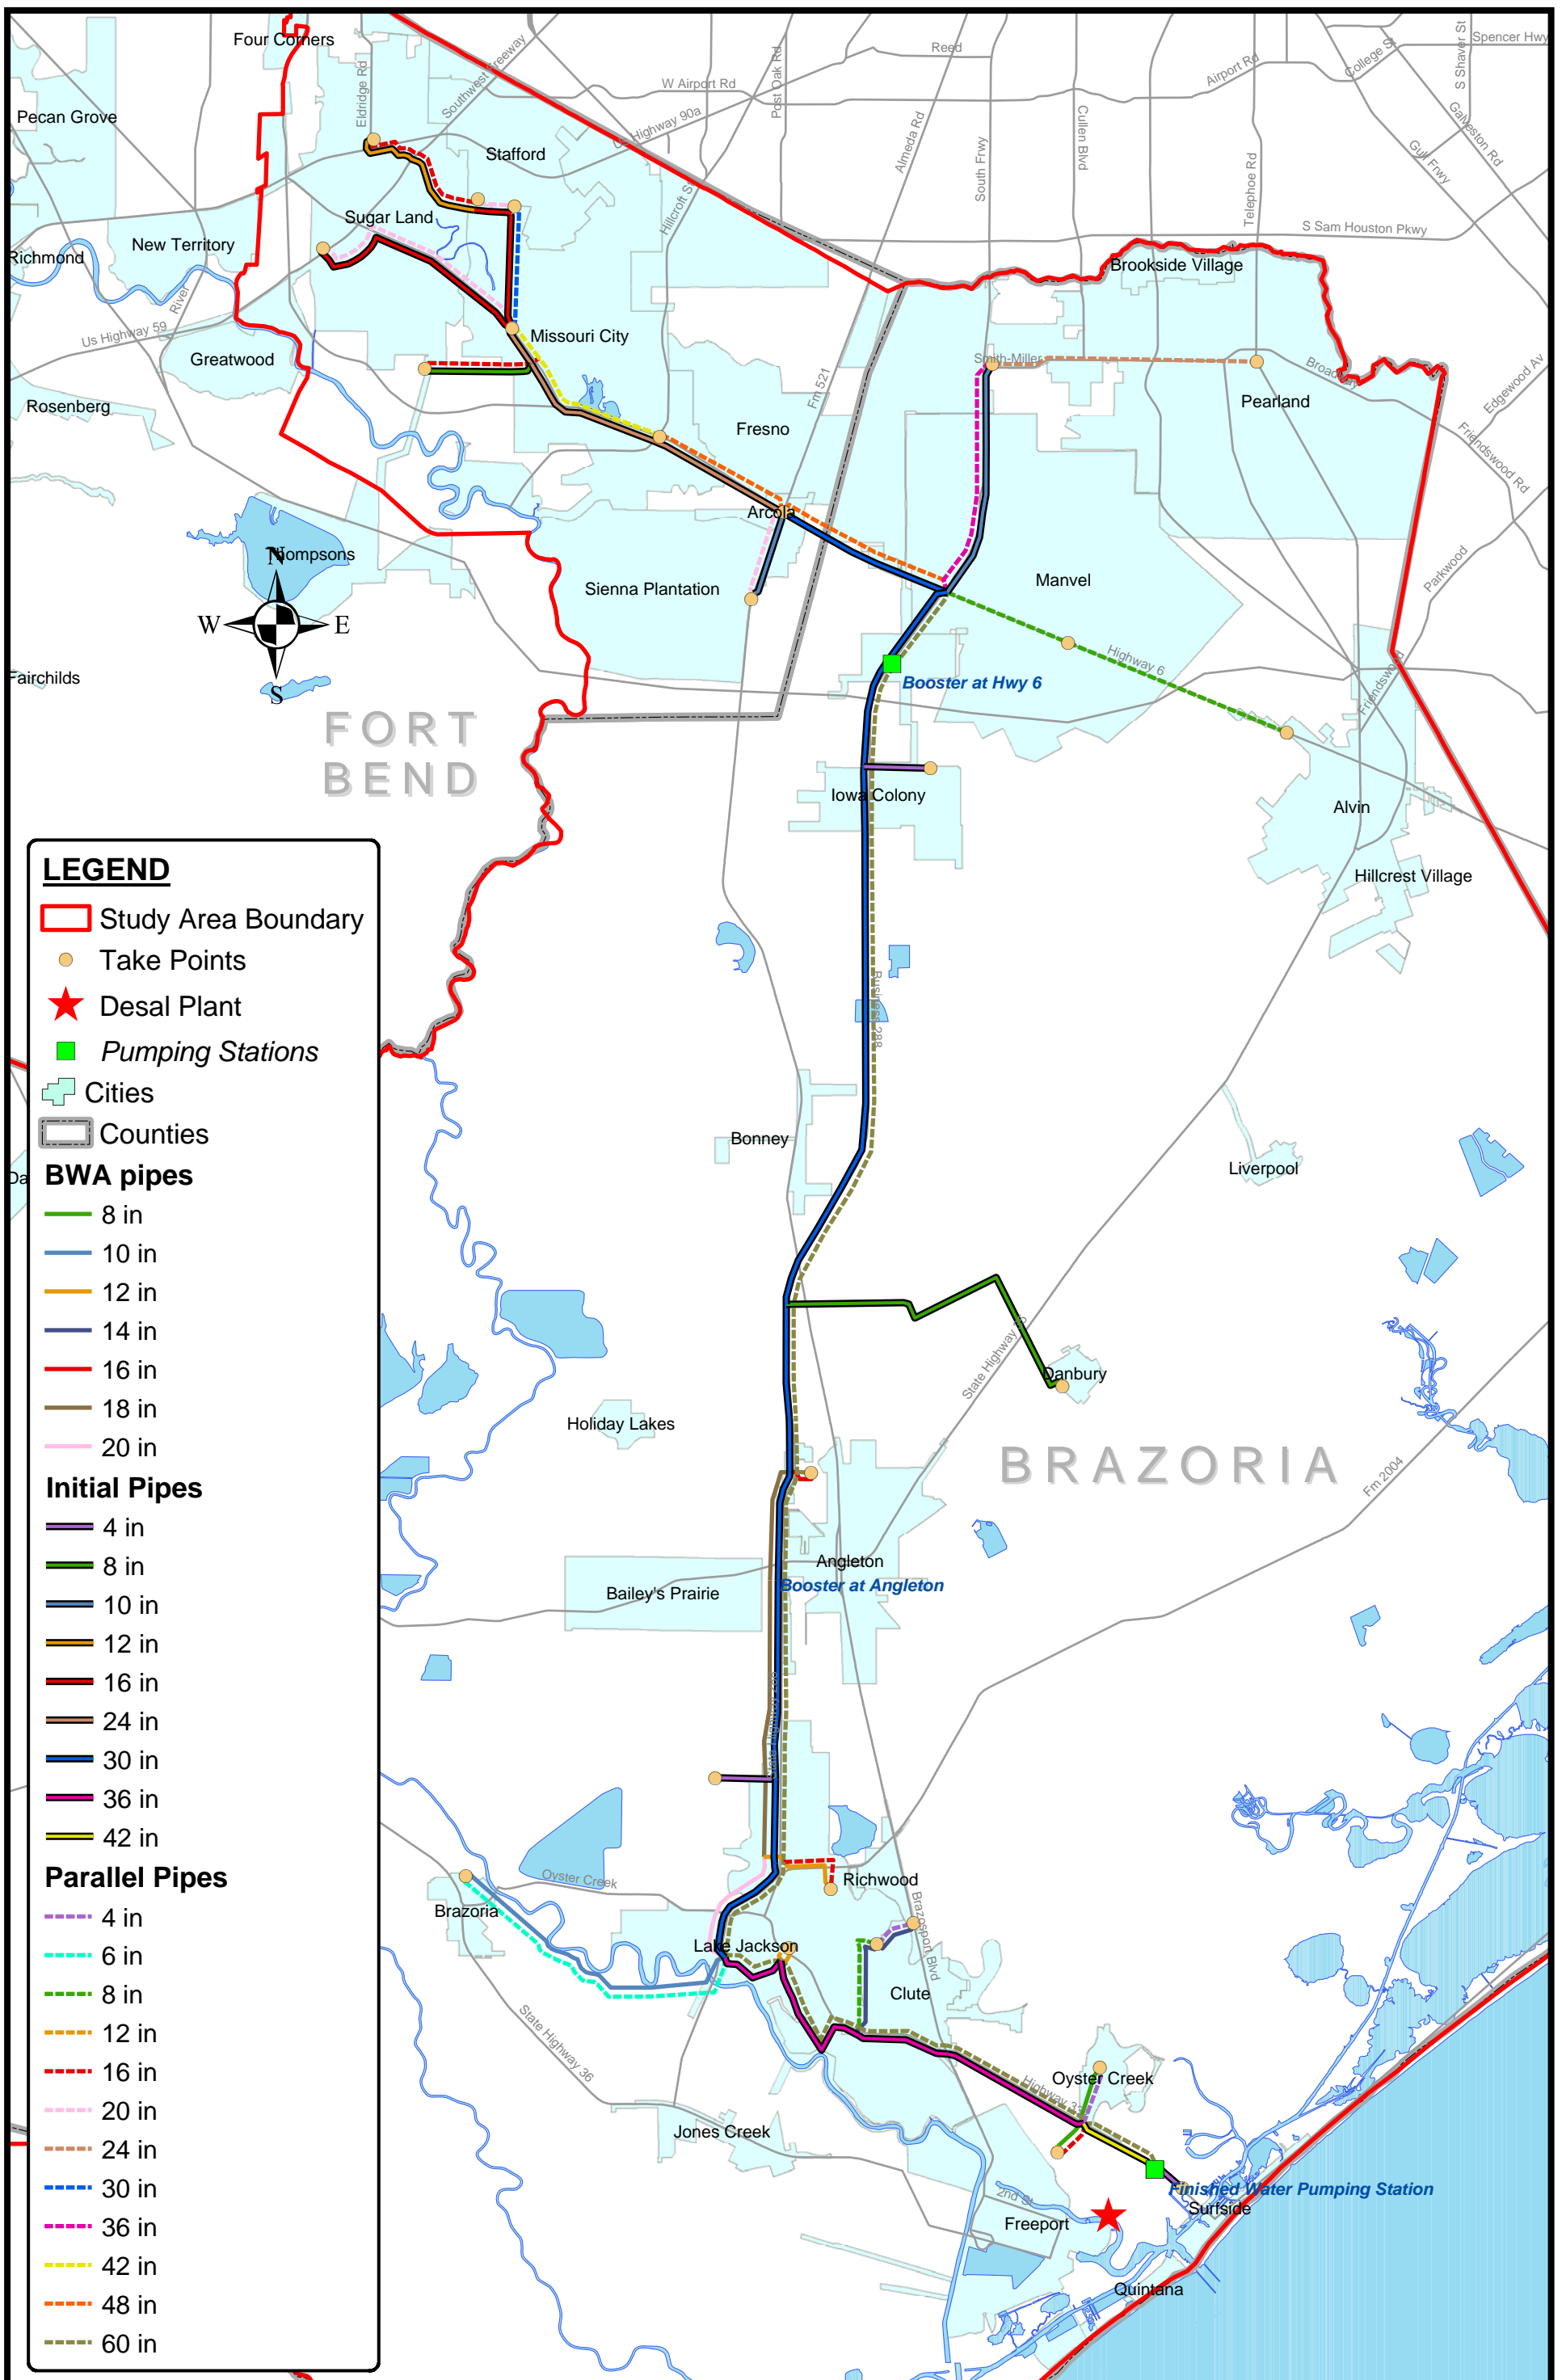 Four Corners
Eldridge Rd
Southwest Freeway
Post Oak Rd
Reed
W Airport Rd
Airport Rd
College St
S Shaver St
Spencer Hwy
Pecan Grove
Stafford
Us Highway 90a
Almeda Rd
South Frwy
Cullen Blvd
Telephoe Rd
Gulf Frwy
Galveston Rd
Hillcroft S
Sugar Land
New Territory
Richmond
River
S Sam Houston Pkwy
Brookside Village
Us Highway 59
Greatwood
Missouri City
Smith-Miller
Broad
Edgewood Av
Rosenberg
Fm 521
Fresno
Pearland
Friendswood Rd
Arcola
Thompsons
N
W
E
S
Sienna Plantation
Manvel
Parkwood
Highway 6
Fairchilds
Booster at Hwy 6
FORT
BEND
Iowa Colony
Alvin
Hillcrest Village
Business 288
Bonney
Liverpool
State Highway
Danbury
Holiday Lakes
BRAZORIA
Fm 2004
Angleton
Booster at Angleton
Bailey's Prairie
Oyster Creek
Richwood
Brazoria
Lake Jackson
Brazosport Blvd
Clute
State Highway 36
Oyster Creek
Highway 33
Jones Creek
2nd St
Finished Water Pumping Station
Surfside
Freeport
Quintana
LEGEND
Study Area Boundary
Take Points
Desal Plant
Pumping Stations
Cities
Counties
BWA pipes
8 in
10 in
12 in
14 in
16 in
18 in
20 in
Initial Pipes
4 in
8 in
10 in
12 in
16 in
24 in
30 in
36 in
42 in
Parallel Pipes
4 in
6 in
8 in
12 in
16 in
20 in
24 in
30 in
36 in
42 in
48 in
60 in